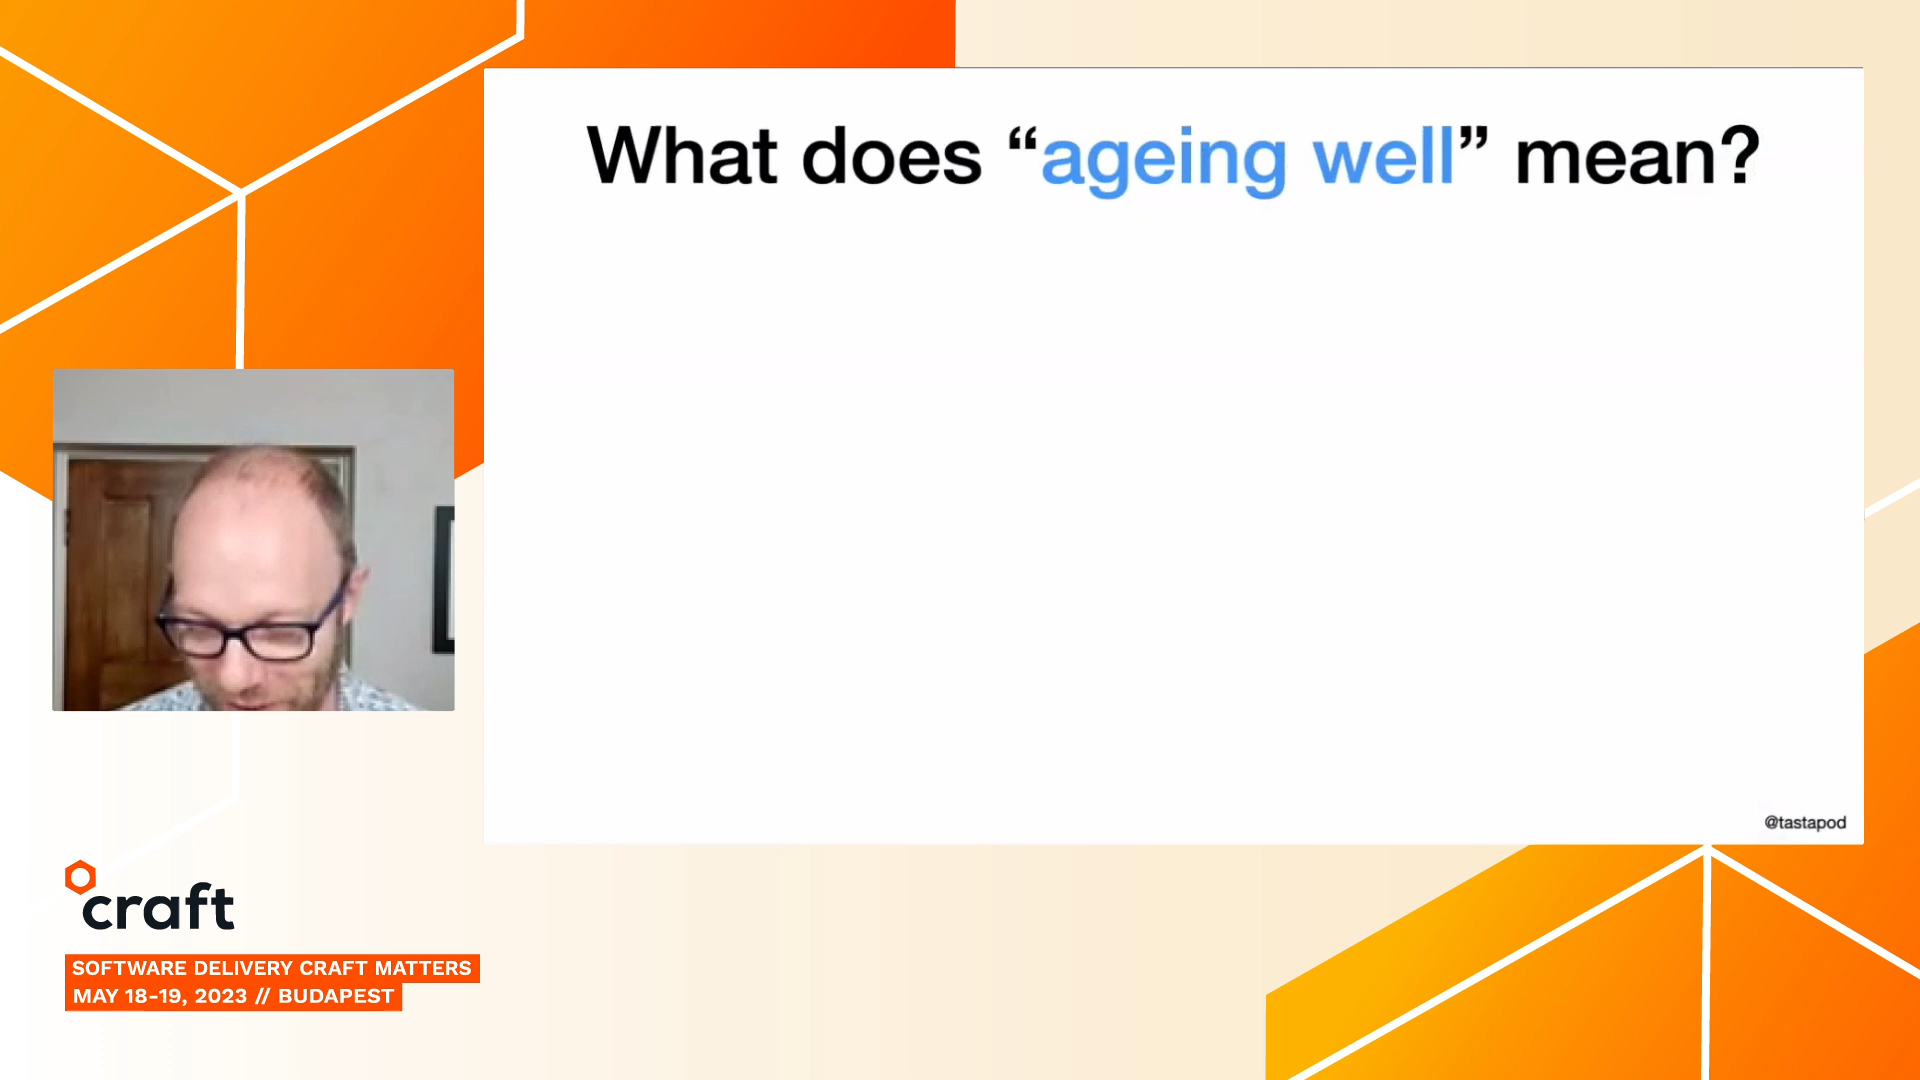 What does “ageing well” mean?
@tastapod
craft
SOFTWARE DELIVERY CRAFT MATTERS
MAY 18-19, 2023 // BUDAPEST